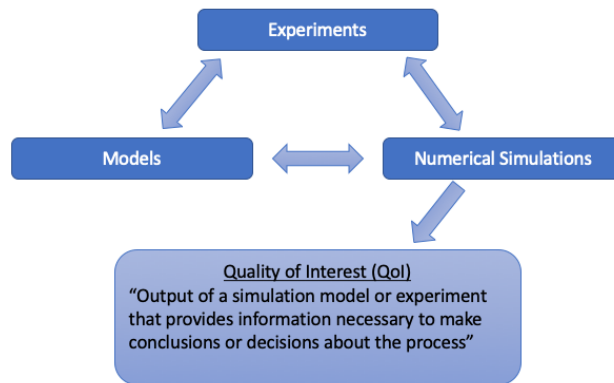 Experiments
Models
Numerical Simulations
Quality of Interest (QoI)
“Output of a simulation model or experiment
that provides information necessary to make
conclusions or decisions about the process”